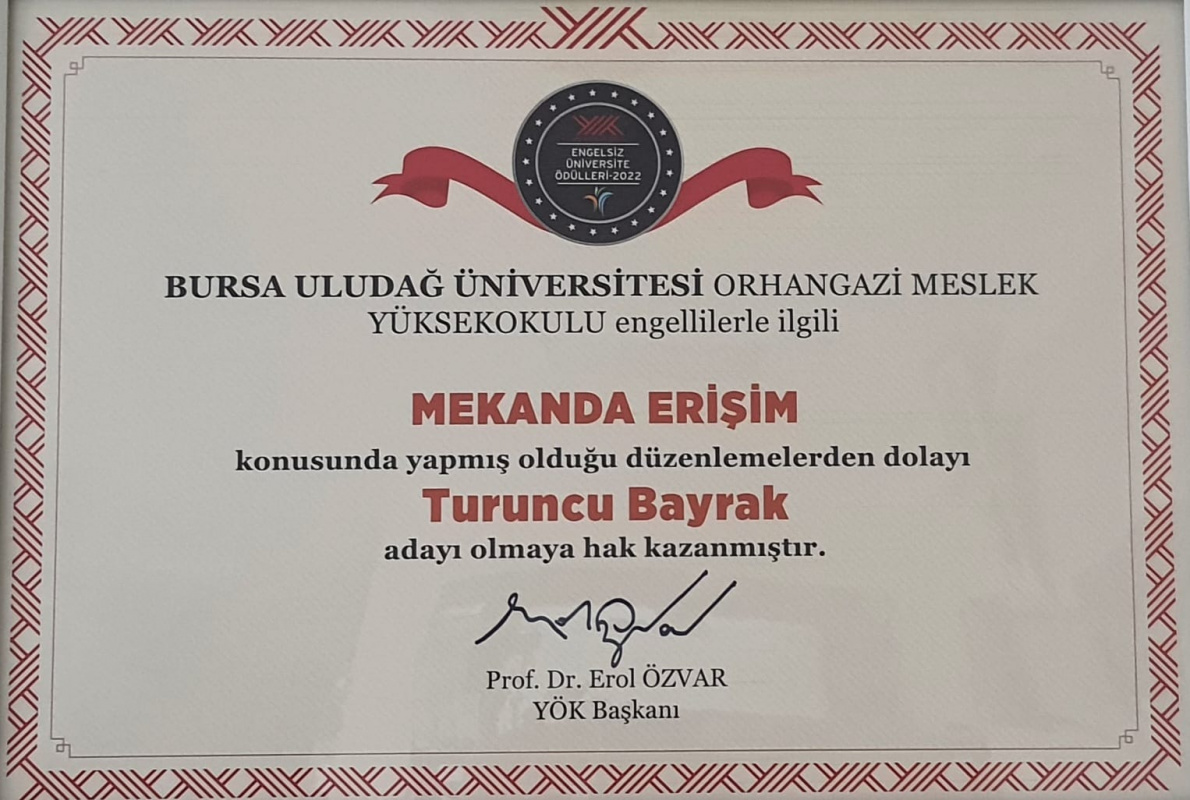 ENGELSİZ
ÜNİVERSİTE
ÖDÜLLERİ-2022
BURSA ULUDAĞ ÜNİVERSİTESİ ORHANGAZİ MESLEK
YÜKSEKOKULU engellilerle ilgili
MEKANDA ERİŞİM
konusunda yapmış olduğu düzenlemelerden dolayı
Turuncu Bayrak
adayı olmaya hak kazanmıştır.
Prof. Dr. Erol ÖZVAR
YÖK Başkanı